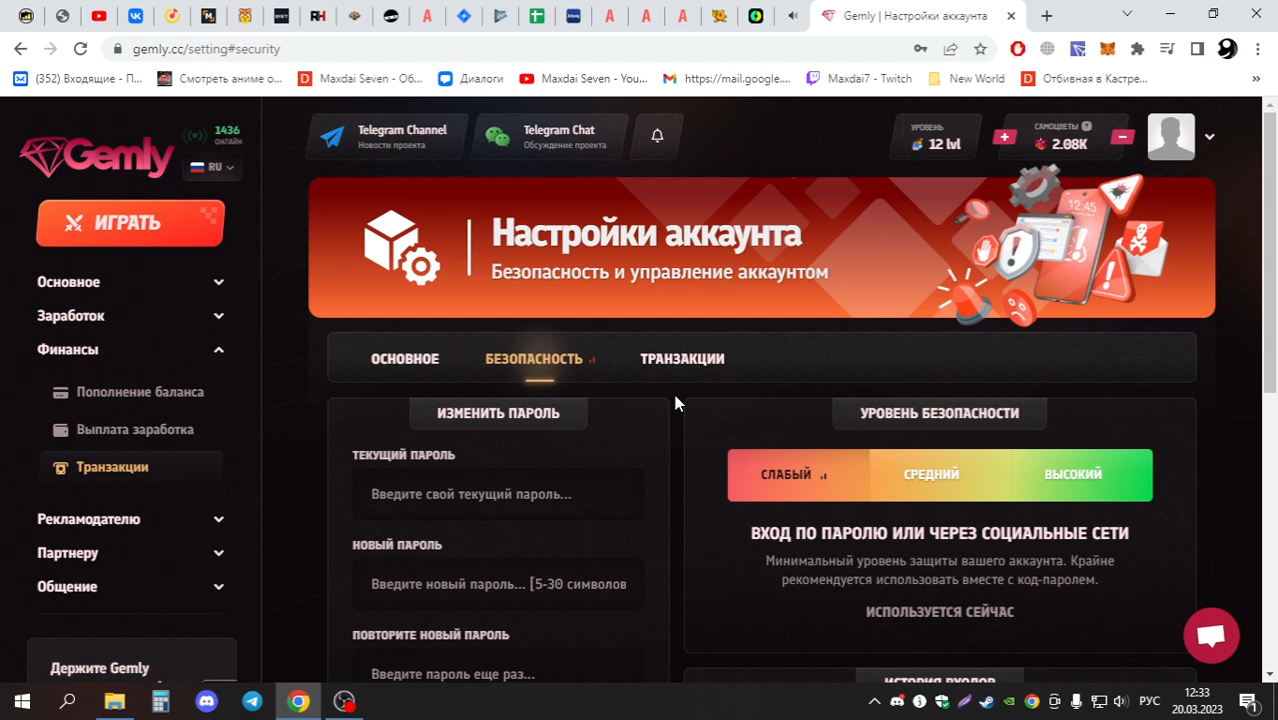 Gemly | Настройки аккаунта
gemly.cc/setting#security
(352) Входящие - П...
Смотреть аниме о...
Maxdai Seven - Об...
Диалоги
Maxdai Seven - You...
https://mail.google....
Maxdai7 - Twitch
New World
Отбивная в Кастре...
»
Gemly
1436
ОНЛАЙН
RU
Telegram Channel
Новости проекта
Telegram Chat
Обсуждение проекта
УРОВЕНЬ
12 lvl
САМОЦВЕТЫ ?
2.08K
ИГРАТЬ
Основное
Заработок
Финансы
Пополнение баланса
Выплата заработка
Транзакции
Рекламодателю
Партнеру
Общение
Держите Gemly
Настройки аккаунта
Безопасность и управление аккаунтом
12:45
ОСНОВНОЕ
БЕЗОПАСНОСТЬ
ТРАНЗАКЦИИ
ИЗМЕНИТЬ ПАРОЛЬ
ТЕКУЩИЙ ПАРОЛЬ
Введите свой текущий пароль...
НОВЫЙ ПАРОЛЬ
Введите новый пароль... [5-30 символов
ПОВТОРИТЕ НОВЫЙ ПАРОЛЬ
Введите пароль еще раз...
УРОВЕНЬ БЕЗОПАСНОСТИ
СЛАБЫЙ
СРЕДНИЙ
ВЫСОКИЙ
ВХОД ПО ПАРОЛЮ ИЛИ ЧЕРЕЗ СОЦИАЛЬНЫЕ СЕТИ
Минимальный уровень защиты вашего аккаунта. Крайне
рекомендуется использовать вместе с код-паролем.
ИСПОЛЬЗУЕТСЯ СЕЙЧАС
ИСТОРИЯ ВХОДОВ
РУС
12:33
20.03.2023
1